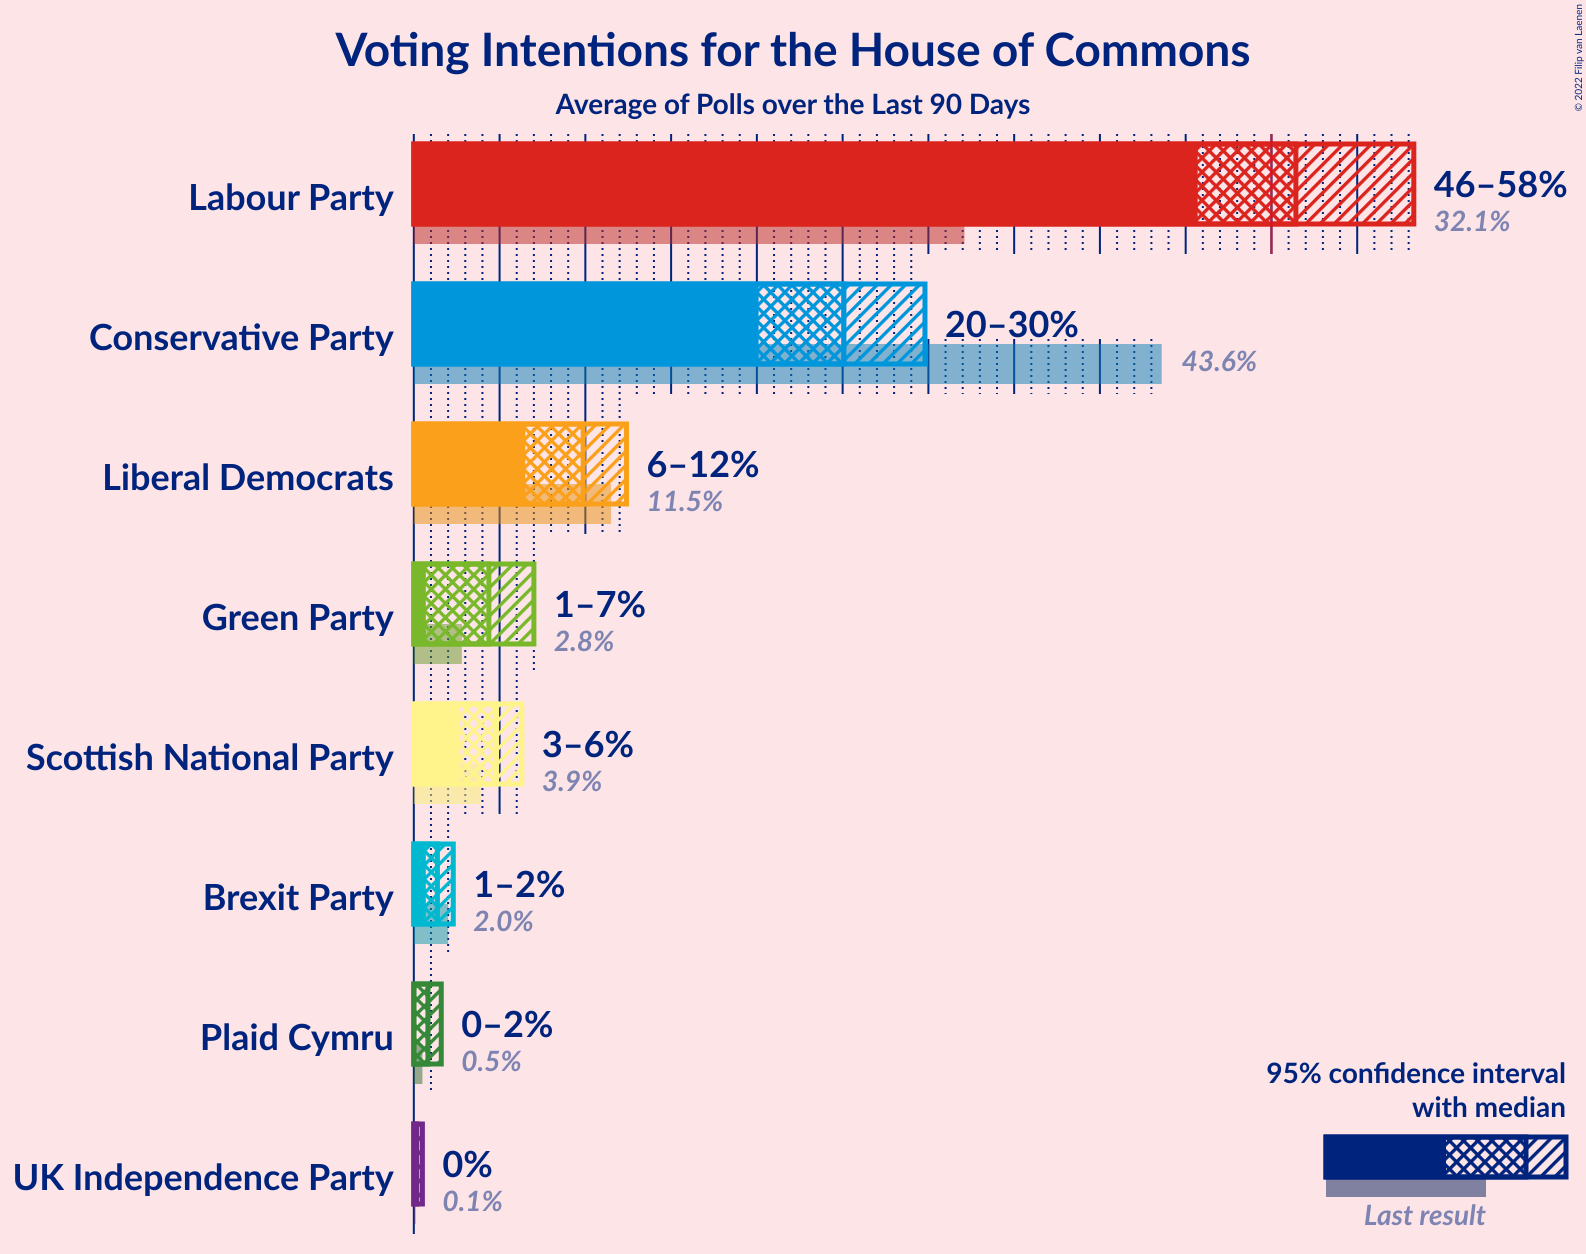 Voting Intentions for the House of Commons
Average of Polls over the Last 90 Days
© 2022 Filip van Laenen
Labour Party
46–58%
32.1%
Conservative Party
20–30%
43.6%
Liberal Democrats
6–12%
11.5%
Green Party
1–7%
2.8%
Scottish National Party
3–6%
3.9%
Brexit Party
1–2%
2.0%
Plaid Cymru
0–2%
0.5%
UK Independence Party
0%
0.1%
95% confidence interval
with median
Last result